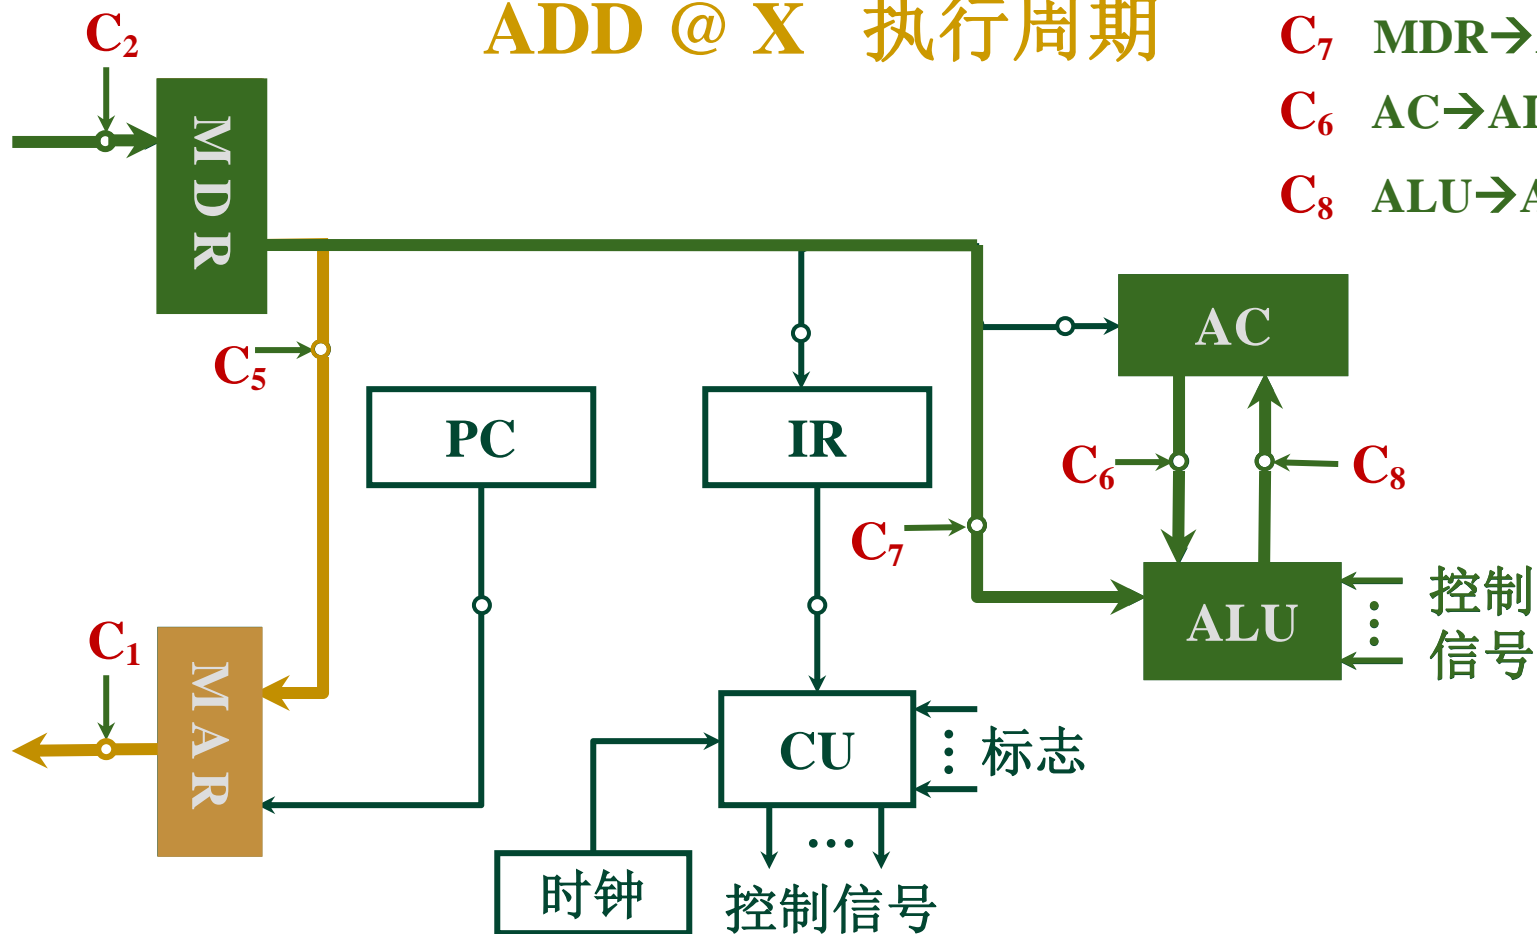 ADD @ X 执行周期
C2
C7 MDR→
C6 AC→AL
C8 ALU→A
MDR
AC
C5
PC
IR
C6
C8
C7
ALU
控制
信号
C1
MAR
CU
标志
…
时钟
控制信号